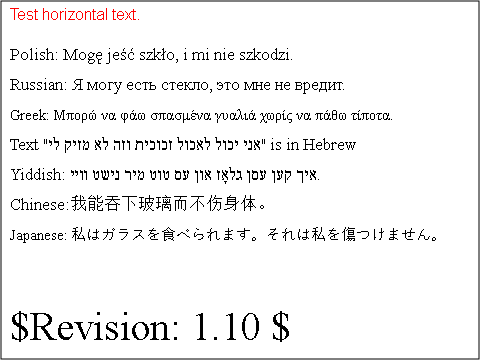 Test horizontal text.
Polish: Mogę jeść szkło, i mi nie szkodzi.
Russian: Я могу есть стекло, это мне не вредит.
Greek: Μπορώ να φάω σπασμένα γυαλιά χωρίς να πάθω τίποτα.
Text "אני יכול לאכול זכוכית וזה לא מזיק לי" is in Hebrew
Yiddish: איך קען עסן גלאָז און עס טוט מיר נישט וויי.
Chinese:我能吞下玻璃而不伤身体。
Japanese: 私はガラスを食べられます。それは私を傷つけません。
$Revision: 1.10 $